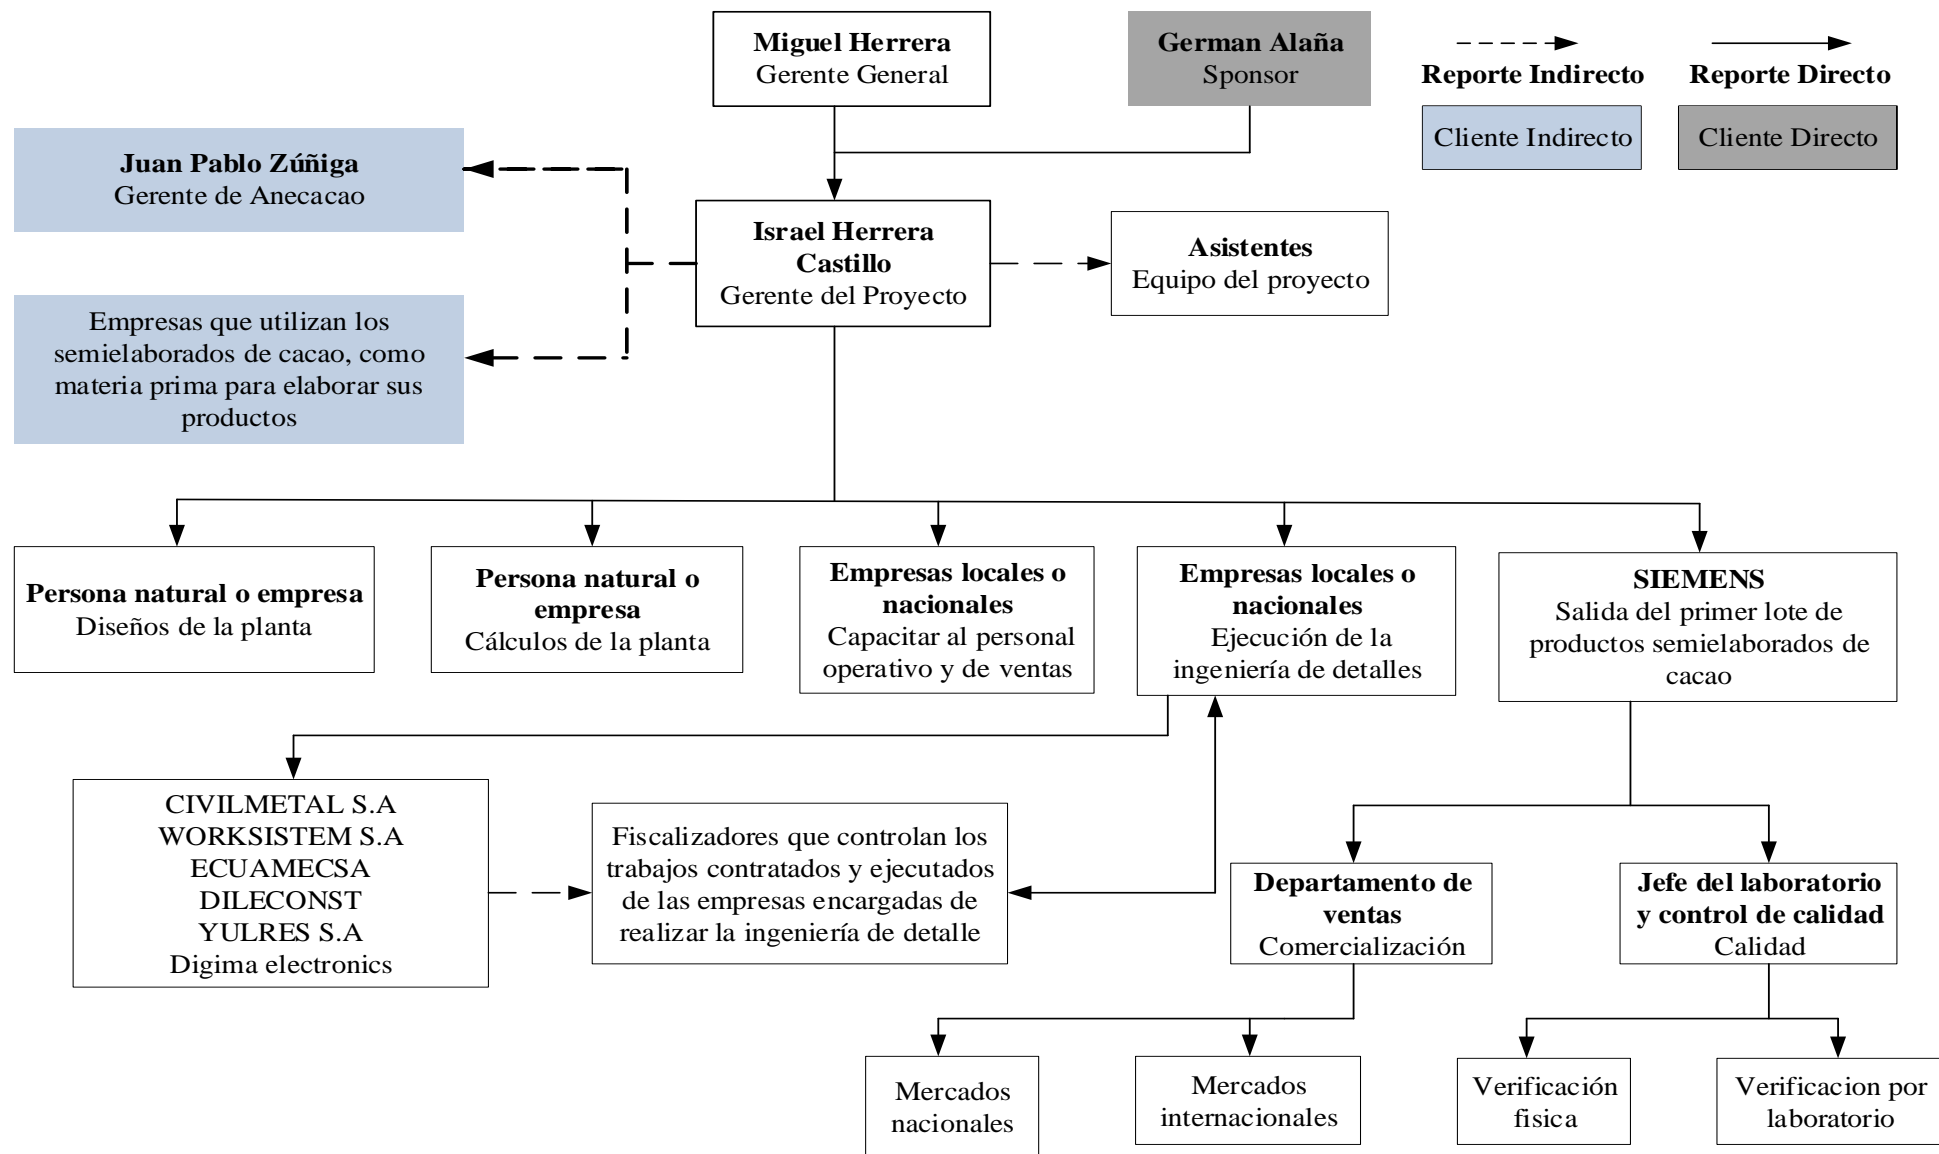 Miguel Herrera
Gerente General
German Alaña
Sponsor
Reporte Indirecto
Reporte Directo
Cliente Indirecto
Cliente Directo
Juan Pablo Zúñiga
Gerente de Anecacao
Israel Herrera
Castillo
Gerente del Proyecto
Asistentes
Equipo del proyecto
Empresas que utilizan los
semielaborados de cacao, como
materia prima para elaborar sus
productos
Persona natural o empresa
Diseños de la planta
Persona natural o
empresa
Cálculos de la planta
Empresas locales o
nacionales
Capacitar al personal
operativo y de ventas
Empresas locales o
nacionales
Ejecución de la
ingeniería de detalles
SIEMENS
Salida del primer lote de
productos semielaborados de
cacao
CIVILMETAL S.A
WORKSISTEM S.A
ECUAMECSA
DILECONST
YULRES S.A
Digima electronics
Fiscalizadores que controlan los
trabajos contratados y ejecutados
de las empresas encargadas de
realizar la ingeniería de detalle
Departamento de
ventas
Comercialización
Jefe del laboratorio
y control de calidad
Calidad
Mercados
nacionales
Mercados
internacionales
Verificación
fisica
Verificacion por
laboratorio